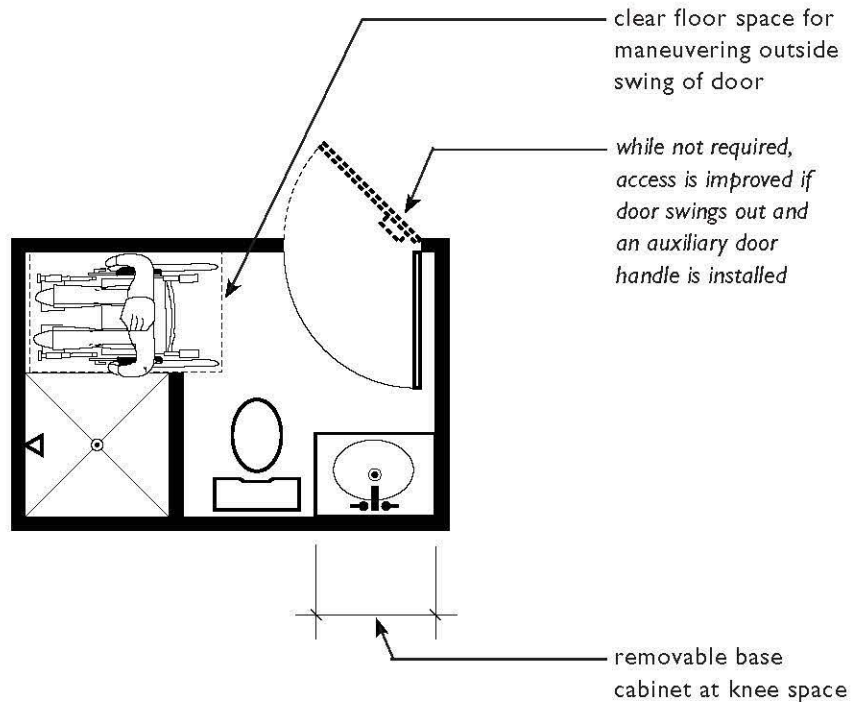 clear floor space for
maneuvering outside
swing of door
while not required,
access is improved if
door swings out and
an auxiliary door
handle is installed
removable base
cabinet at knee space